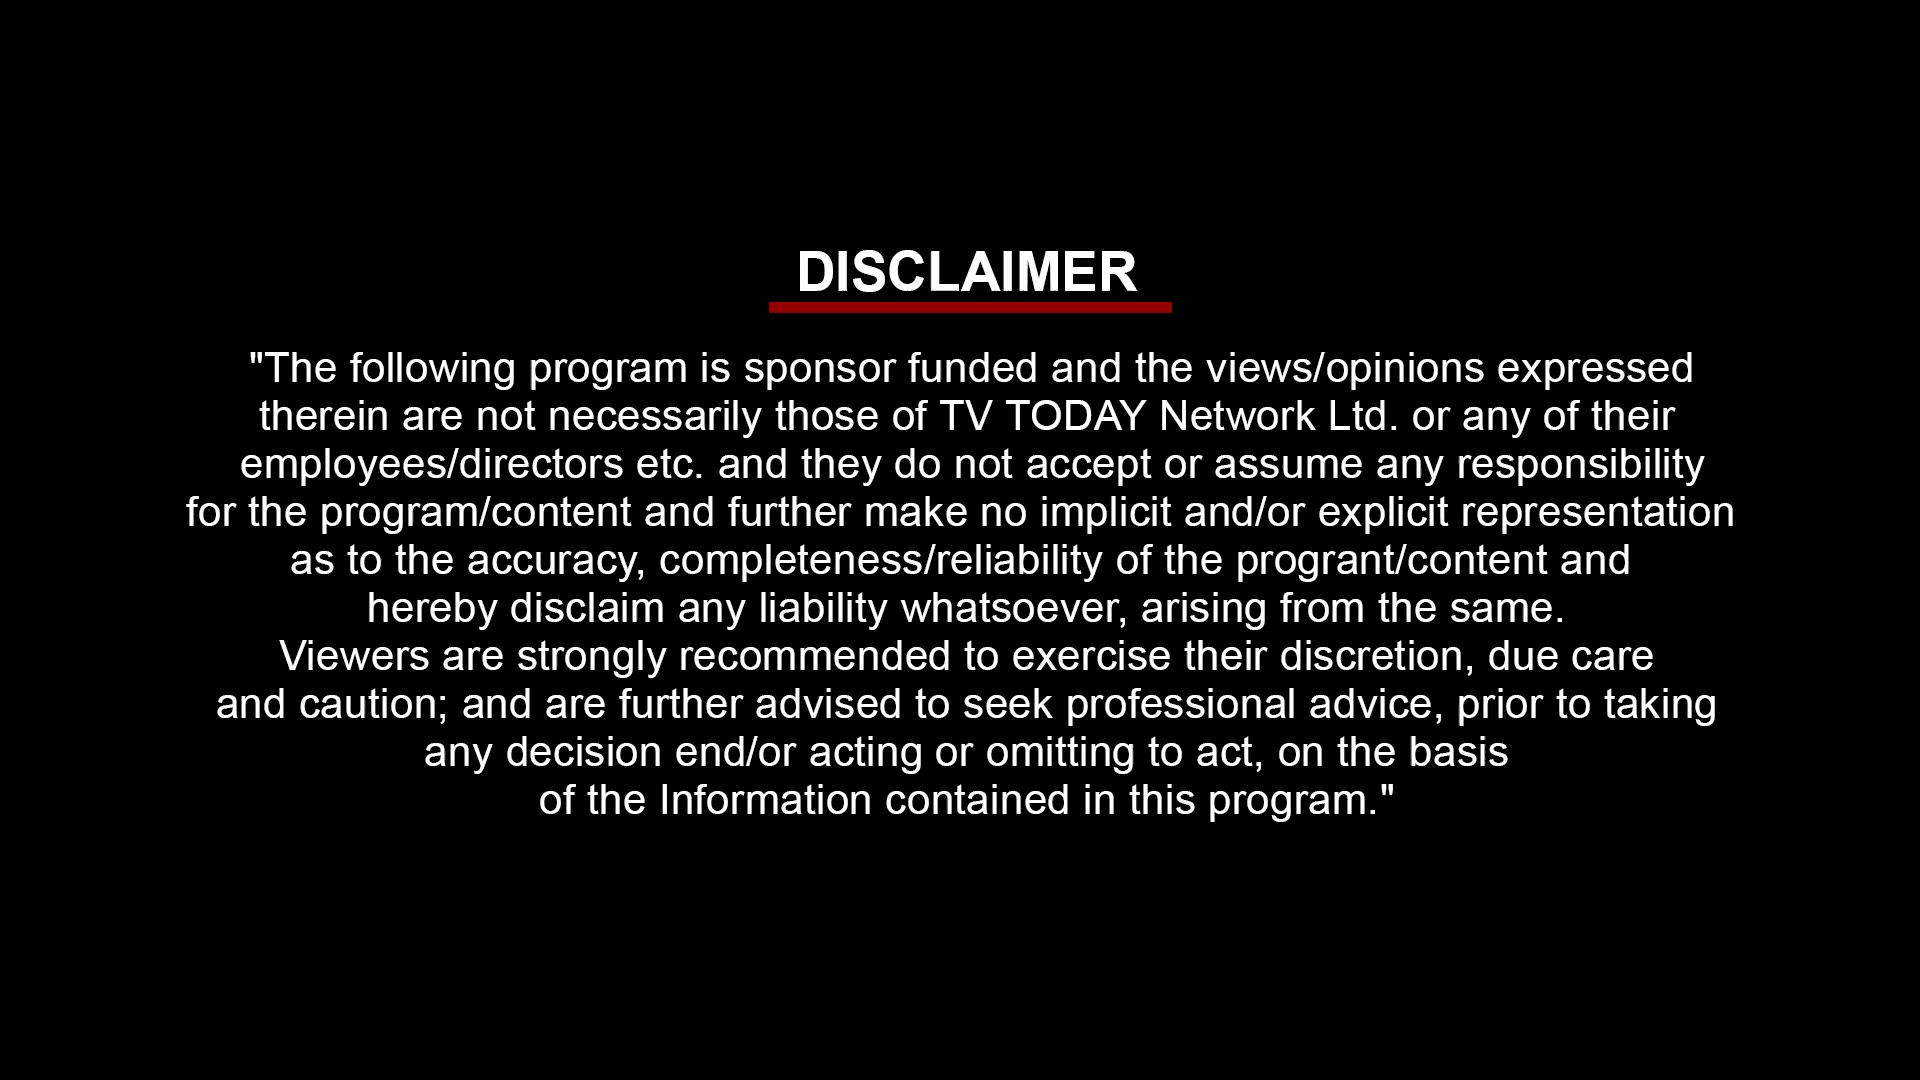 DISCLAIMER
"The following program is sponsor funded and the views/opinions expressed
therein are not necessarily those of TV TODAY Network Ltd. or any of their
employees/directors etc. and they do not accept or assume any responsibility
for the program/content and further make no implicit and/or explicit representation
as to the accuracy, completeness/reliability of the progrant/content and
hereby disclaim any liability whatsoever, arising from the same.
Viewers are strongly recommended to exercise their discretion, due care
and caution; and are further advised to seek professional advice, prior to taking
any decision end/or acting or omitting to act, on the basis
of the Information contained in this program."